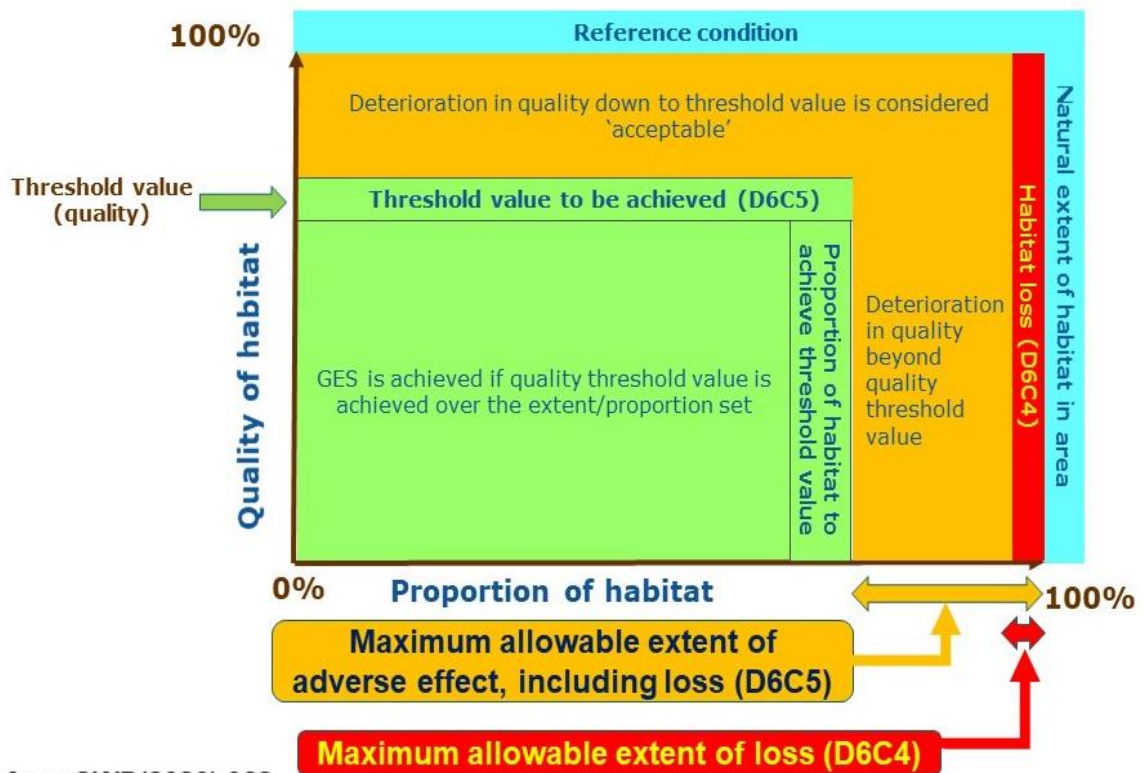 100%
Reference condition
Deterioration in quality down to threshold value is considered
'acceptable'
Natural extent of habitat in area
Habitat loss (D6C4)
Threshold value
(quality)
Threshold value to be achieved (D6C5)
Quality of habitat
Proportion of habitat to
achieve threshold value
Deterioration
in quality
beyond
quality
threshold
value
GES is achieved if quality threshold value is
achieved over the extent/proportion set
0%
Proportion of habitat
100%
Maximum allowable extent of
adverse effect, including loss (D6C5)
Maximum allowable extent of loss (D6C4)